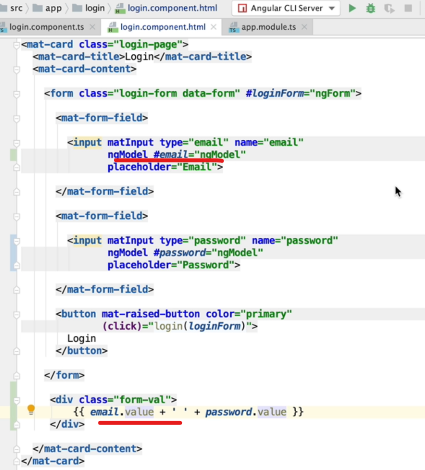 src app login login.component.html Angular CLI Server
login.component.ts login.component.html app.module.ts
<mat-card class="login-page">
<mat-card-title>Login</mat-card-title>
<mat-card-content>
<form class="login-form data-form" #loginForm="ngForm">
<mat-form-field>
<input matInput type="email" name="email"
ngModel #email="ngModel"
placeholder="Email">
</mat-form-field>
<mat-form-field>
<input matInput type="password" name="password"
ngModel #password="ngModel"
placeholder="Password">
</mat-form-field>
<button mat-raised-button color="primary"
(click)="login(loginForm)">
Login
</button>
</form>
<div class="form-val">
{{ email.value + ' ' + password.value }}
</div>
</mat-card-content>
</mat-card>